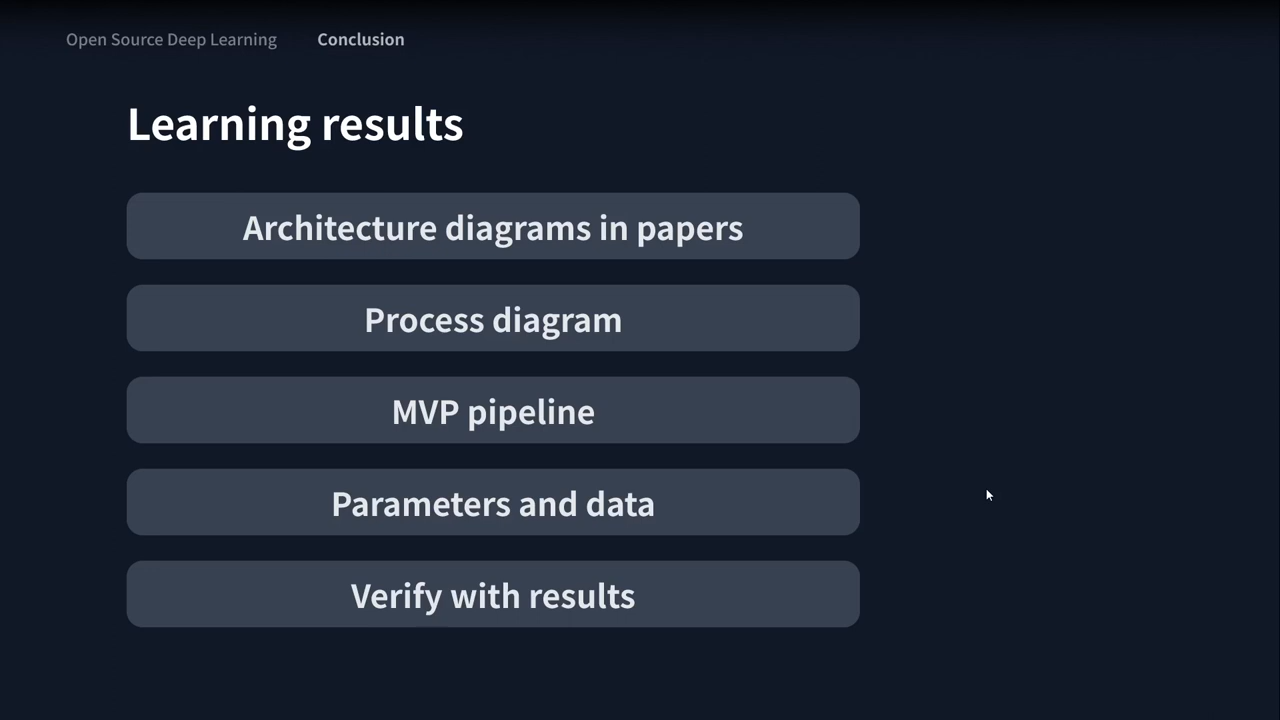 Open Source Deep Learning Conclusion
Learning results
Architecture diagrams in papers
Process diagram
MVP pipeline
Parameters and data
Verify with results